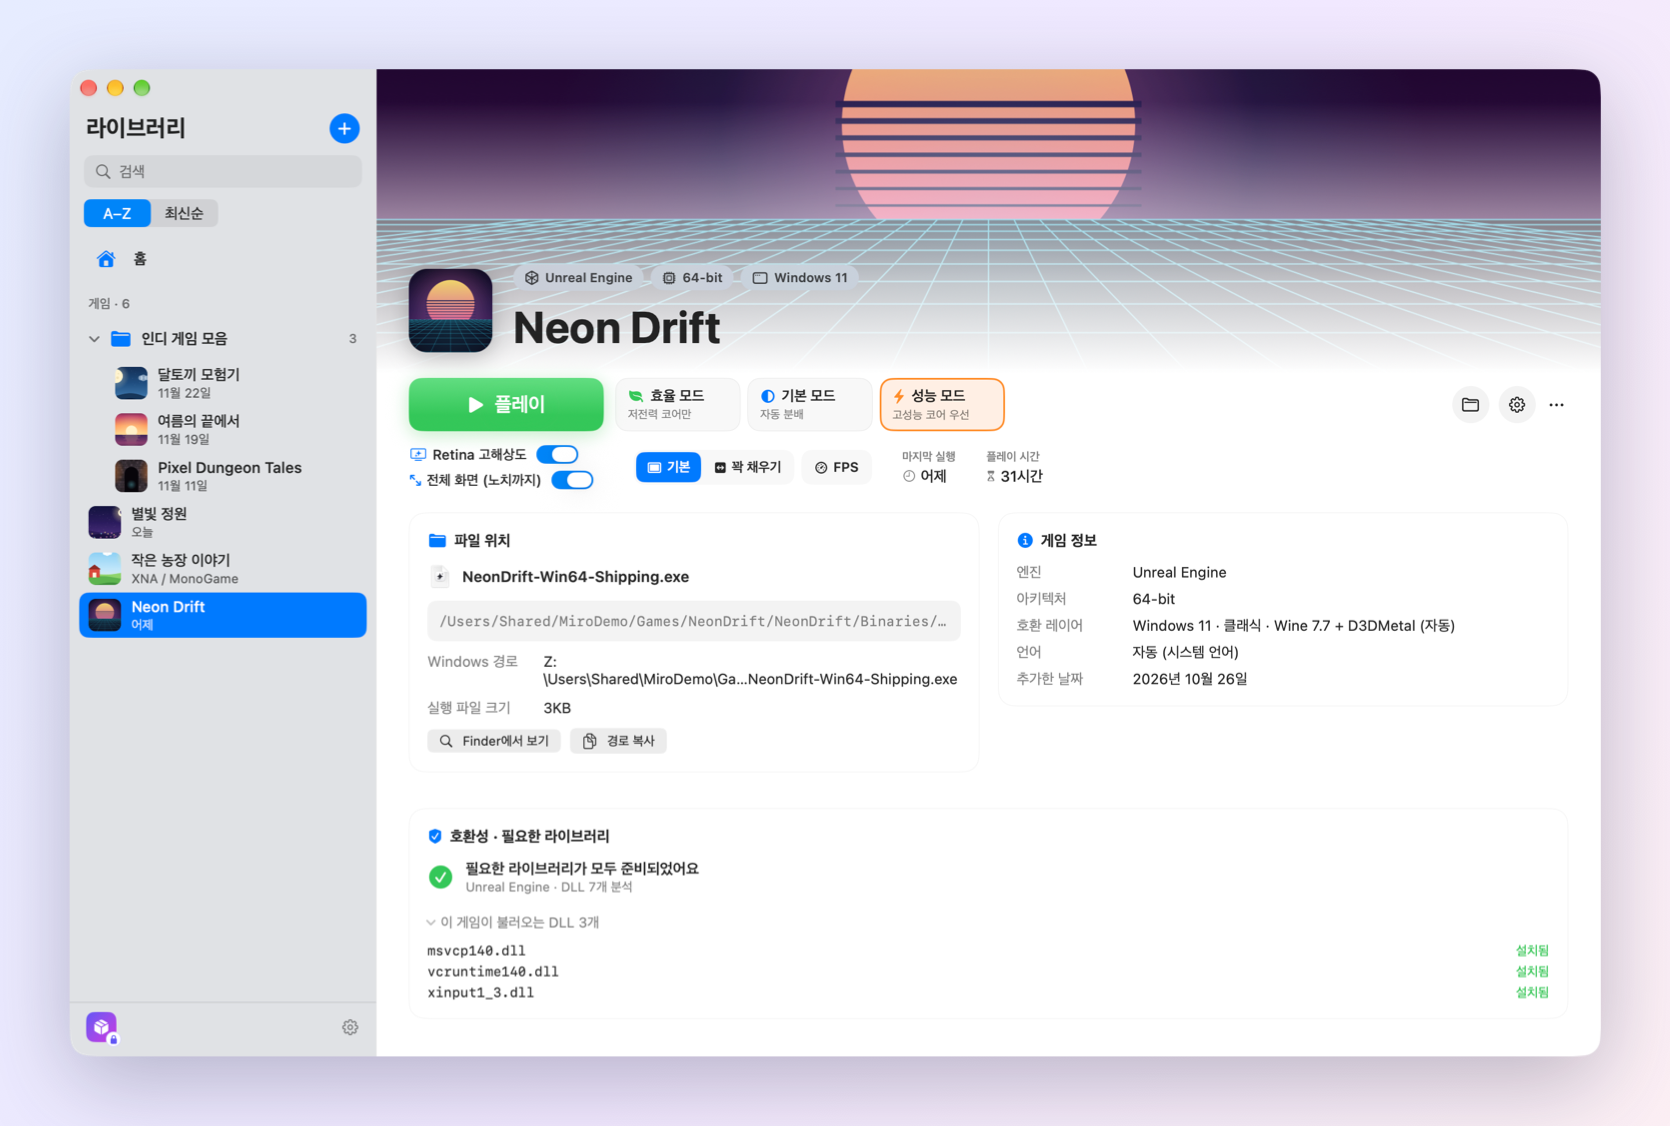 라이브러리
검색
A–Z
최신순
홈
게임 · 6
인디 게임 모음
3
달토끼 모험기
11월 22일
여름의 끝에서
11월 19일
Pixel Dungeon Tales
11월 11일
별빛 정원
오늘
작은 농장 이야기
XNA / MonoGame
Neon Drift
어제
Unreal Engine
64-bit
Windows 11
Neon Drift
플레이
효율 모드
저전력 코어만
기본 모드
자동 분배
성능 모드
고성능 코어 우선
Retina 고해상도
전체 화면 (노치까지)
기본
꽉 채우기
FPS
마지막 실행
어제
플레이 시간
31시간
파일 위치
NeonDrift-Win64-Shipping.exe
/Users/Shared/MiroDemo/Games/NeonDrift/NeonDrift/Binaries/…
Windows 경로
Z:
\Users\Shared\MiroDemo\Ga...NeonDrift-Win64-Shipping.exe
실행 파일 크기
3KB
Finder에서 보기
경로 복사
게임 정보
엔진
Unreal Engine
아키텍처
64-bit
호환 레이어
Windows 11 · 클래식 · Wine 7.7 + D3DMetal (자동)
언어
자동 (시스템 언어)
추가한 날짜
2026년 10월 26일
호환성 · 필요한 라이브러리
필요한 라이브러리가 모두 준비되었어요
Unreal Engine · DLL 7개 분석
이 게임이 불러오는 DLL 3개
msvcp140.dll
설치됨
vcruntime140.dll
설치됨
xinput1_3.dll
설치됨